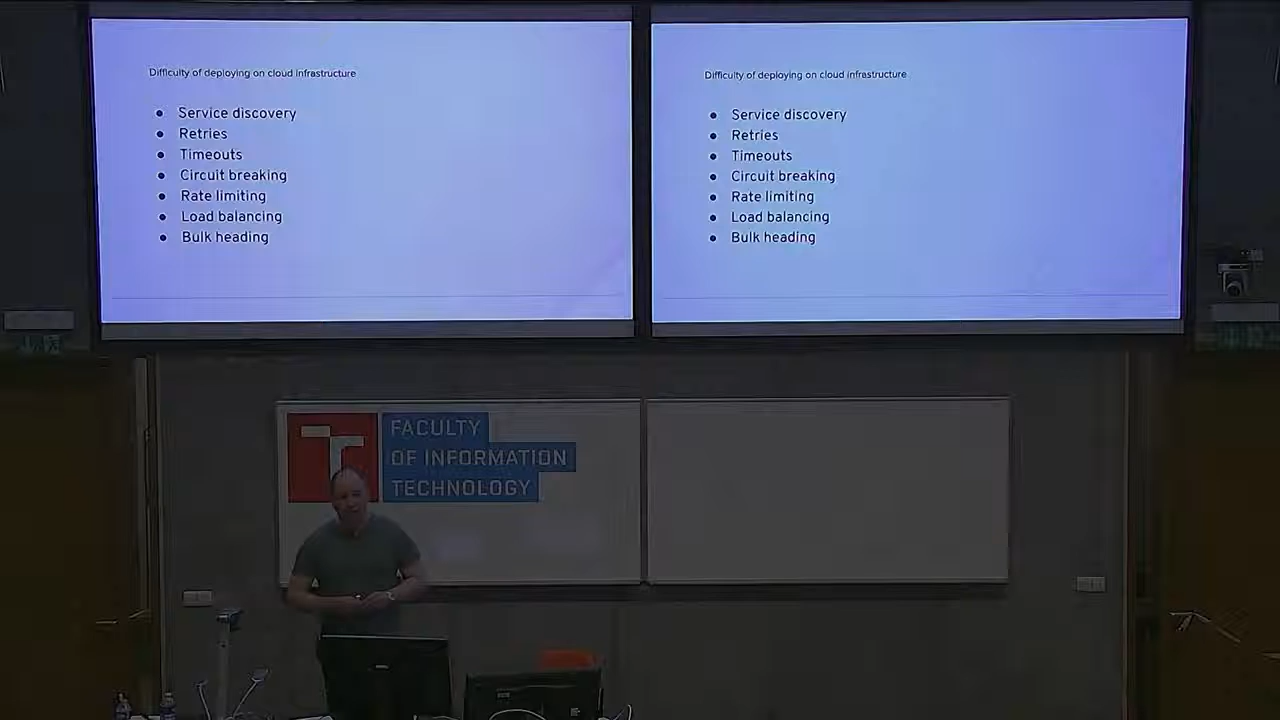 Difficulty of deploying on cloud infrastructure
● Service discovery
● Retries
● Timeouts
● Circuit breaking
● Rate limiting
● Load balancing
● Bulk heading
Difficulty of deploying on cloud infrastructure
● Service discovery
● Retries
● Timeouts
● Circuit breaking
● Rate limiting
● Load balancing
● Bulk heading
FACULTY
OF INFORMATION
TECHNOLOGY